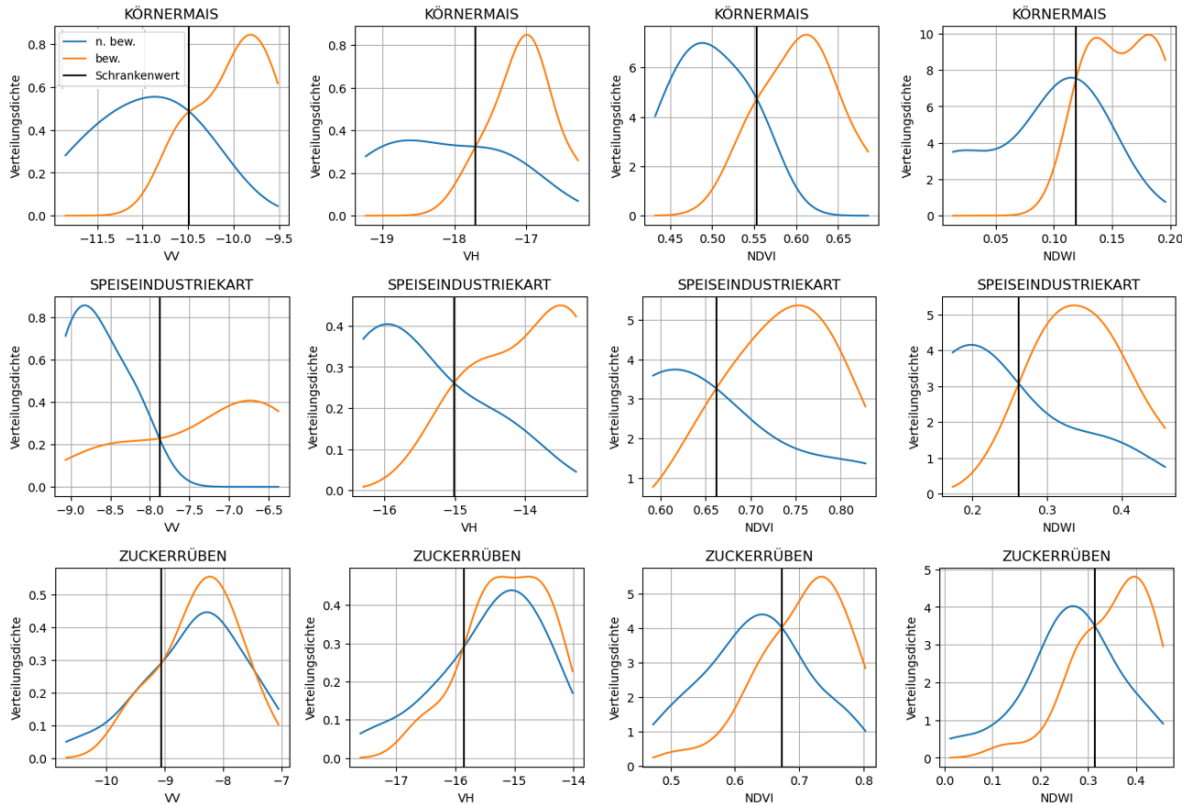 KÖRNERMAIS
KÖRNERMAIS
KÖRNERMAIS
KÖRNERMAIS
n. bew.
bew.
Schrankenwert
Verteilungsdichte
0.8
0.6
0.4
0.2
0.0
−11.5
−11.0
−10.5
−10.0
−9.5
VV
Verteilungsdichte
0.8
0.6
0.4
0.2
0.0
−19
−18
−17
VH
Verteilungsdichte
6
4
2
0
0.45
0.50
0.55
0.60
0.65
NDVI
Verteilungsdichte
10
8
6
4
2
0
0.05
0.10
0.15
0.20
NDWI
SPEISEINDUSTRIEKART
SPEISEINDUSTRIEKART
SPEISEINDUSTRIEKART
SPEISEINDUSTRIEKART
Verteilungsdichte
0.8
0.6
0.4
0.2
0.0
−9.0
−8.5
−8.0
−7.5
−7.0
−6.5
VV
Verteilungsdichte
0.4
0.3
0.2
0.1
0.0
−16
−15
−14
VH
Verteilungsdichte
5
4
3
2
1
0.60
0.65
0.70
0.75
0.80
NDVI
Verteilungsdichte
5
4
3
2
1
0
0.2
0.3
0.4
NDWI
ZUCKERRÜBEN
ZUCKERRÜBEN
ZUCKERRÜBEN
ZUCKERRÜBEN
Verteilungsdichte
0.5
0.4
0.3
0.2
0.1
0.0
−10
−9
−8
−7
VV
Verteilungsdichte
0.4
0.3
0.2
0.1
0.0
−17
−16
−15
−14
VH
Verteilungsdichte
5
4
3
2
1
0
0.5
0.6
0.7
0.8
NDVI
Verteilungsdichte
5
4
3
2
1
0
0.0
0.1
0.2
0.3
0.4
NDWI